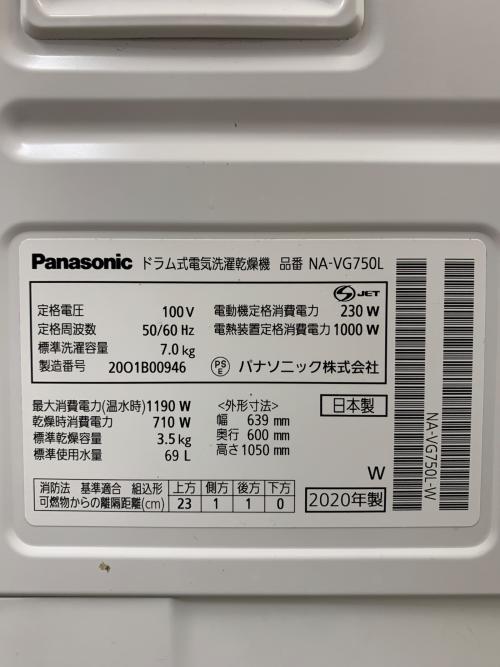 Panasonic ドラム式電気洗濯乾燥機 品番 NA-VG750L
S JET
定格電圧 100 V 電動機定格消費電力 230 W
定格周波数 50/60 Hz 電熱装置定格消費電力 1000 W
標準洗濯容量 7.0 kg
製造番号 20O1B00946 PSE パナソニック株式会社
最大消費電力(温水時)1190 W
乾燥時消費電力 710 W
標準乾燥容量 3.5 kg
標準使用水量 69 L
<外形寸法>
幅 639 mm
奥行 600 mm
高さ 1050 mm
日本製
W
消防法 基準適合 組込形 上方 側方 後方 下方
可燃物からの離隔距離(cm) 23 1 1 0
2020年製
NA-VG750L-W